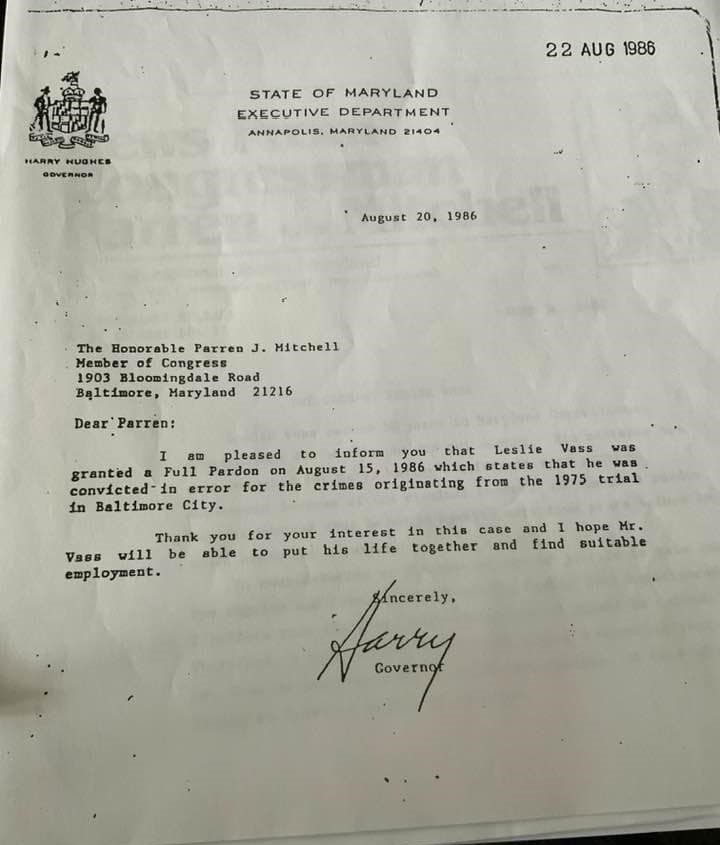 22 AUG 1986
STATE OF MARYLAND
EXECUTIVE DEPARTMENT
ANNAPOLIS, MARYLAND 21404
HARRY HUGHES
GOVERNOR
August 20, 1986
The Honorable Parren J. Mitchell
Member of Congress
1903 Bloomingdale Road
Baltimore, Maryland 21216
Dear Parren:
I am pleased to inform you that Leslie Vass was
granted a Full Pardon on August 15, 1986 which states that he was
convicted in error for the crimes originating from the 1975 trial
in Baltimore City.
Thank you for your interest in this case and I hope Mr.
Vass will be able to put his life together and find suitable
employment.
Sincerely,
Harry
Governor